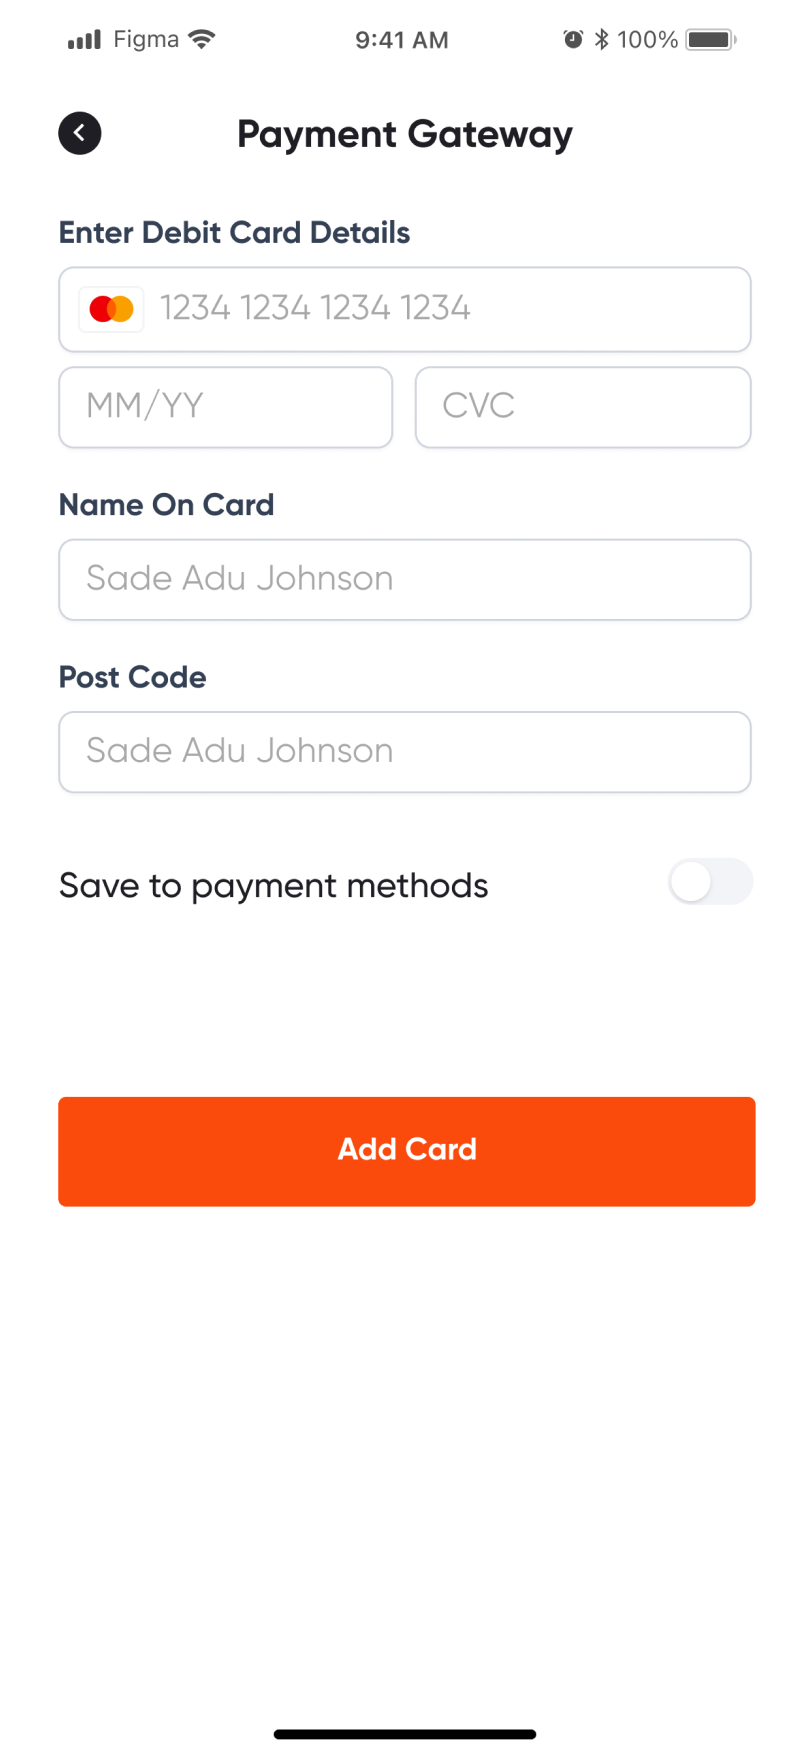 Figma 9:41 AM 100%
Payment Gateway
Enter Debit Card Details
1234 1234 1234 1234
MM/YY CVC
Name On Card
Sade Adu Johnson
Post Code
Sade Adu Johnson
Save to payment methods
Add Card